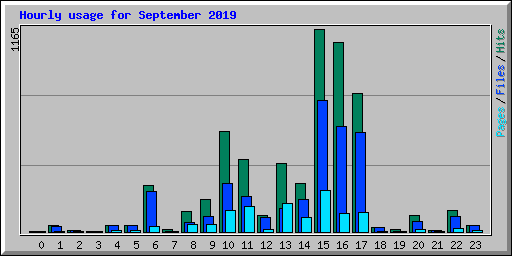 Hourly usage for September 2019
1165
Pages/Files/Hits
0 1 2 3 4 5 6 7 8 9 10 11 12 13 14 15 16 17 18 19 20 21 22 23